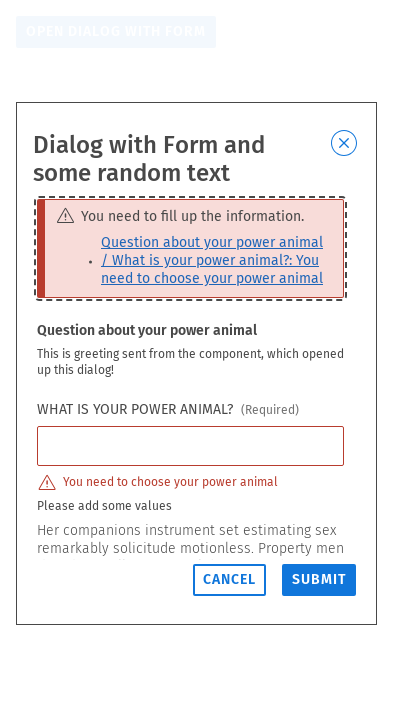 OPEN DIALOG WITH FORM
Dialog with Form and
some random text
You need to fill up the information.
Question about your power animal
/ What is your power animal?: You
need to choose your power animal
Question about your power animal
This is greeting sent from the component, which opened
up this dialog!
WHAT IS YOUR POWER ANIMAL? (Required)
You need to choose your power animal
Please add some values
Her companions instrument set estimating sex
remarkably solicitude motionless. Property men
CANCEL SUBMIT